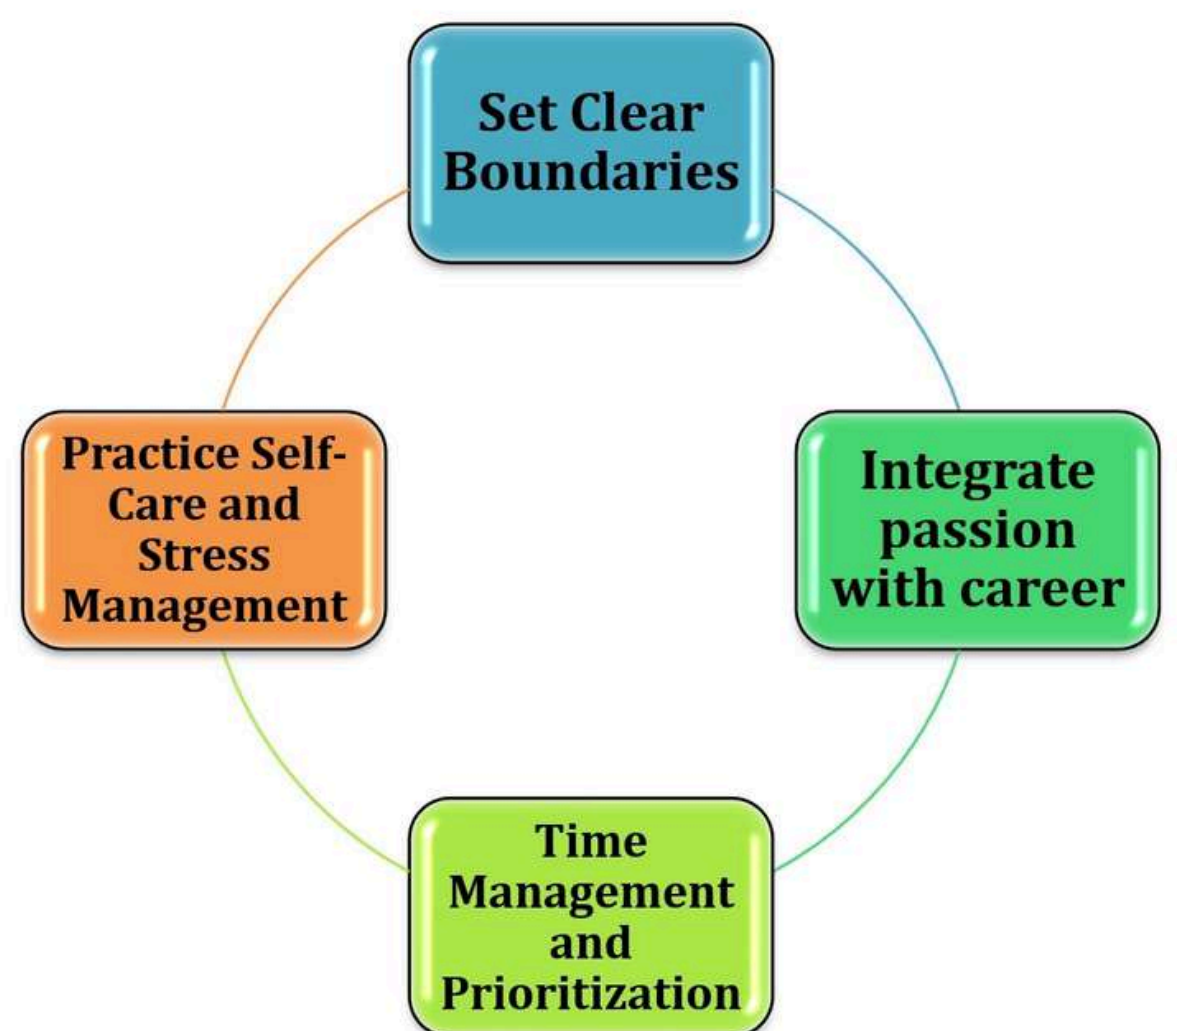 Set Clear
Boundaries
Integrate
passion
with career
Time
Management
and
Prioritization
Practice Self-
Care and
Stress
Management